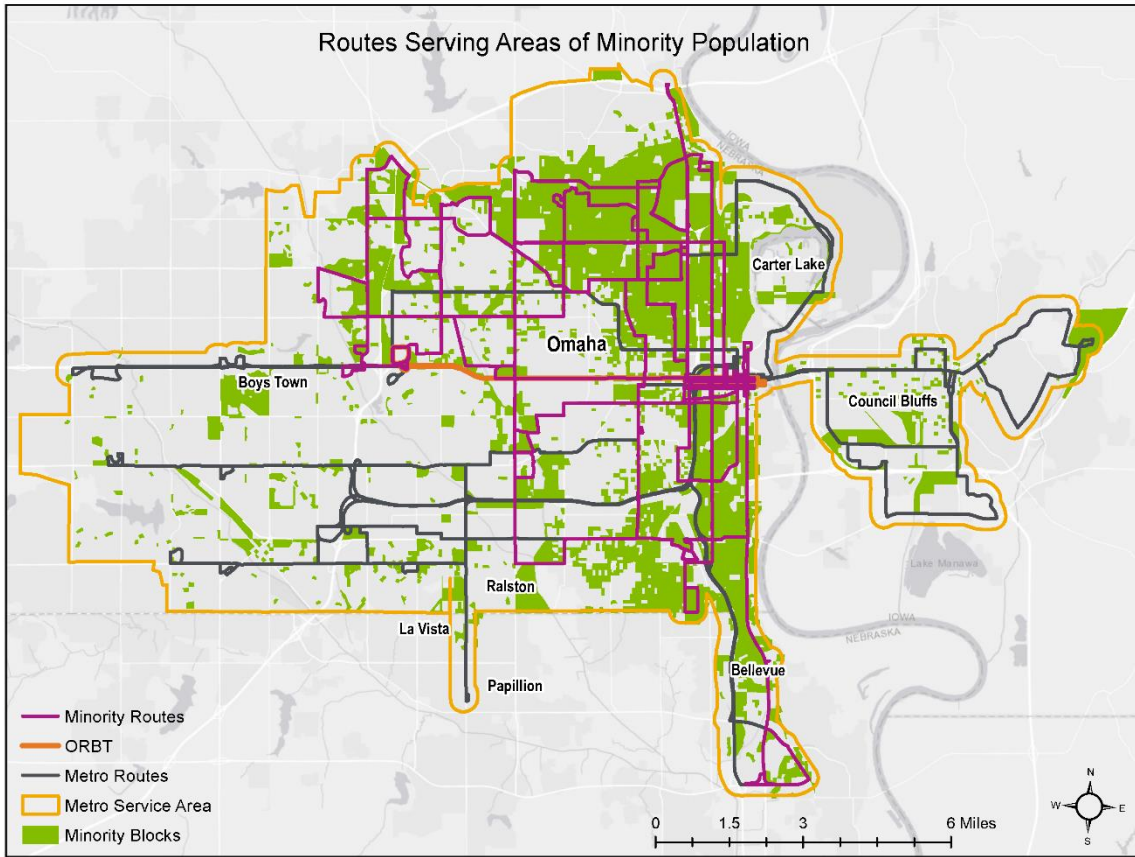 Routes Serving Areas of Minority Population
IOWA
NEBRASKA
Carter Lake
Omaha
Boys Town
Council Bluffs
Lake Manawa
Ralston
IOWA
NEBRASKA
La Vista
Bellevue
Papillion
Minority Routes
ORBT
Metro Routes
Metro Service Area
Minority Blocks
0 1.5 3 6 Miles
N
W E
S